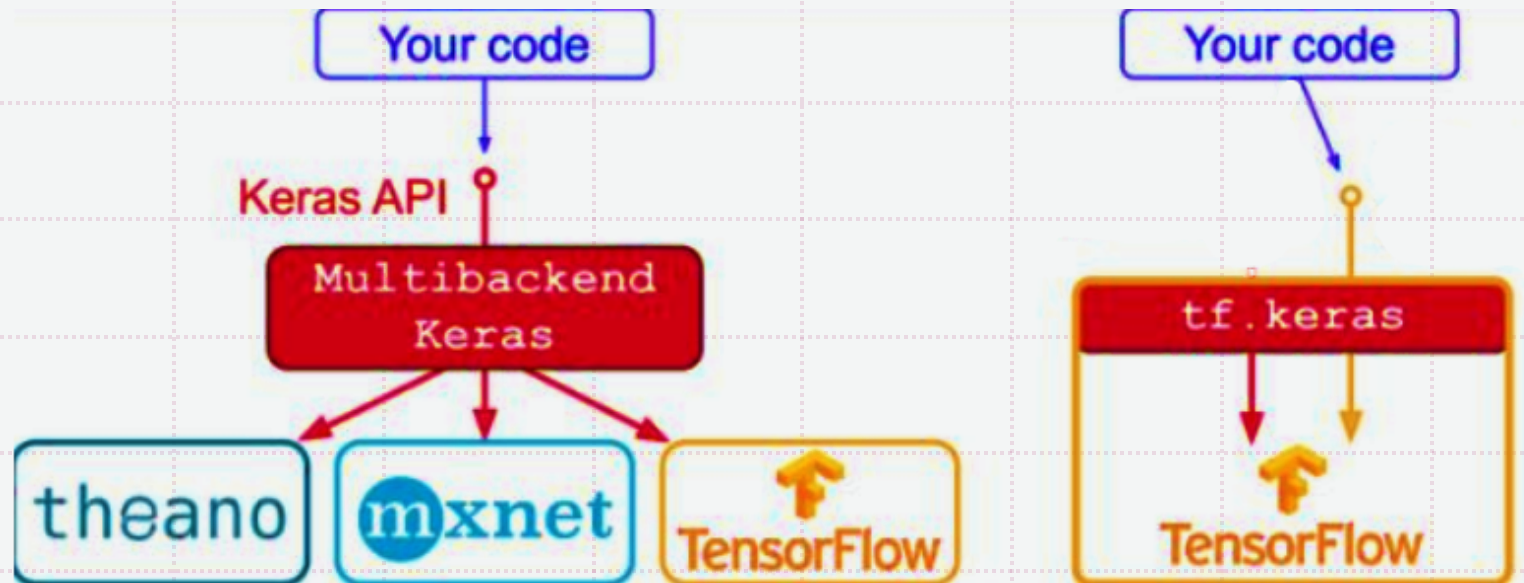 Your code
Keras API
Multibackend
Keras
theano
mxnet
TensorFlow
Your code
tf.keras
TensorFlow